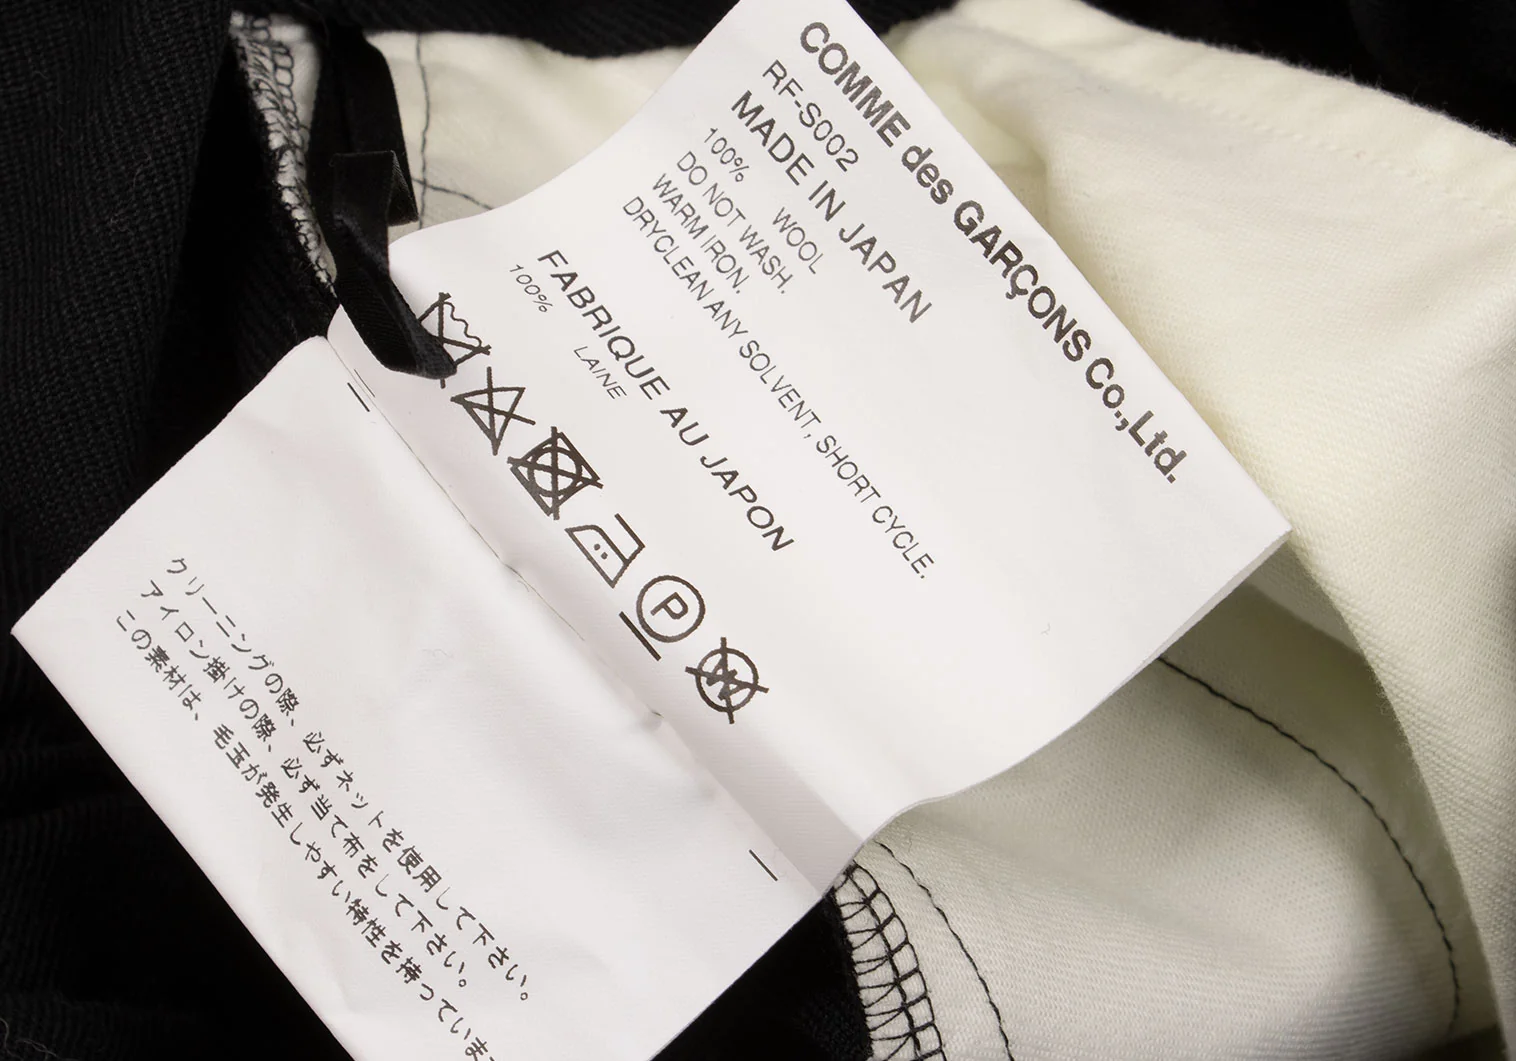 COMME des GARÇONS Co.,Ltd.
RF-S002
MADE IN JAPAN
100% WOOL
DO NOT WASH.
WARM IRON.
DRYCLEAN ANY SOLVENT, SHORT CYCLE.
FABRIQUE AU JAPON
100% LAINE
P
W
クリーニングの際、必ずネットを使用して下さい。
アイロン掛けの際、必ず当て布をして下さい。
この素材は、毛玉が発生しやすい特性を持っていま